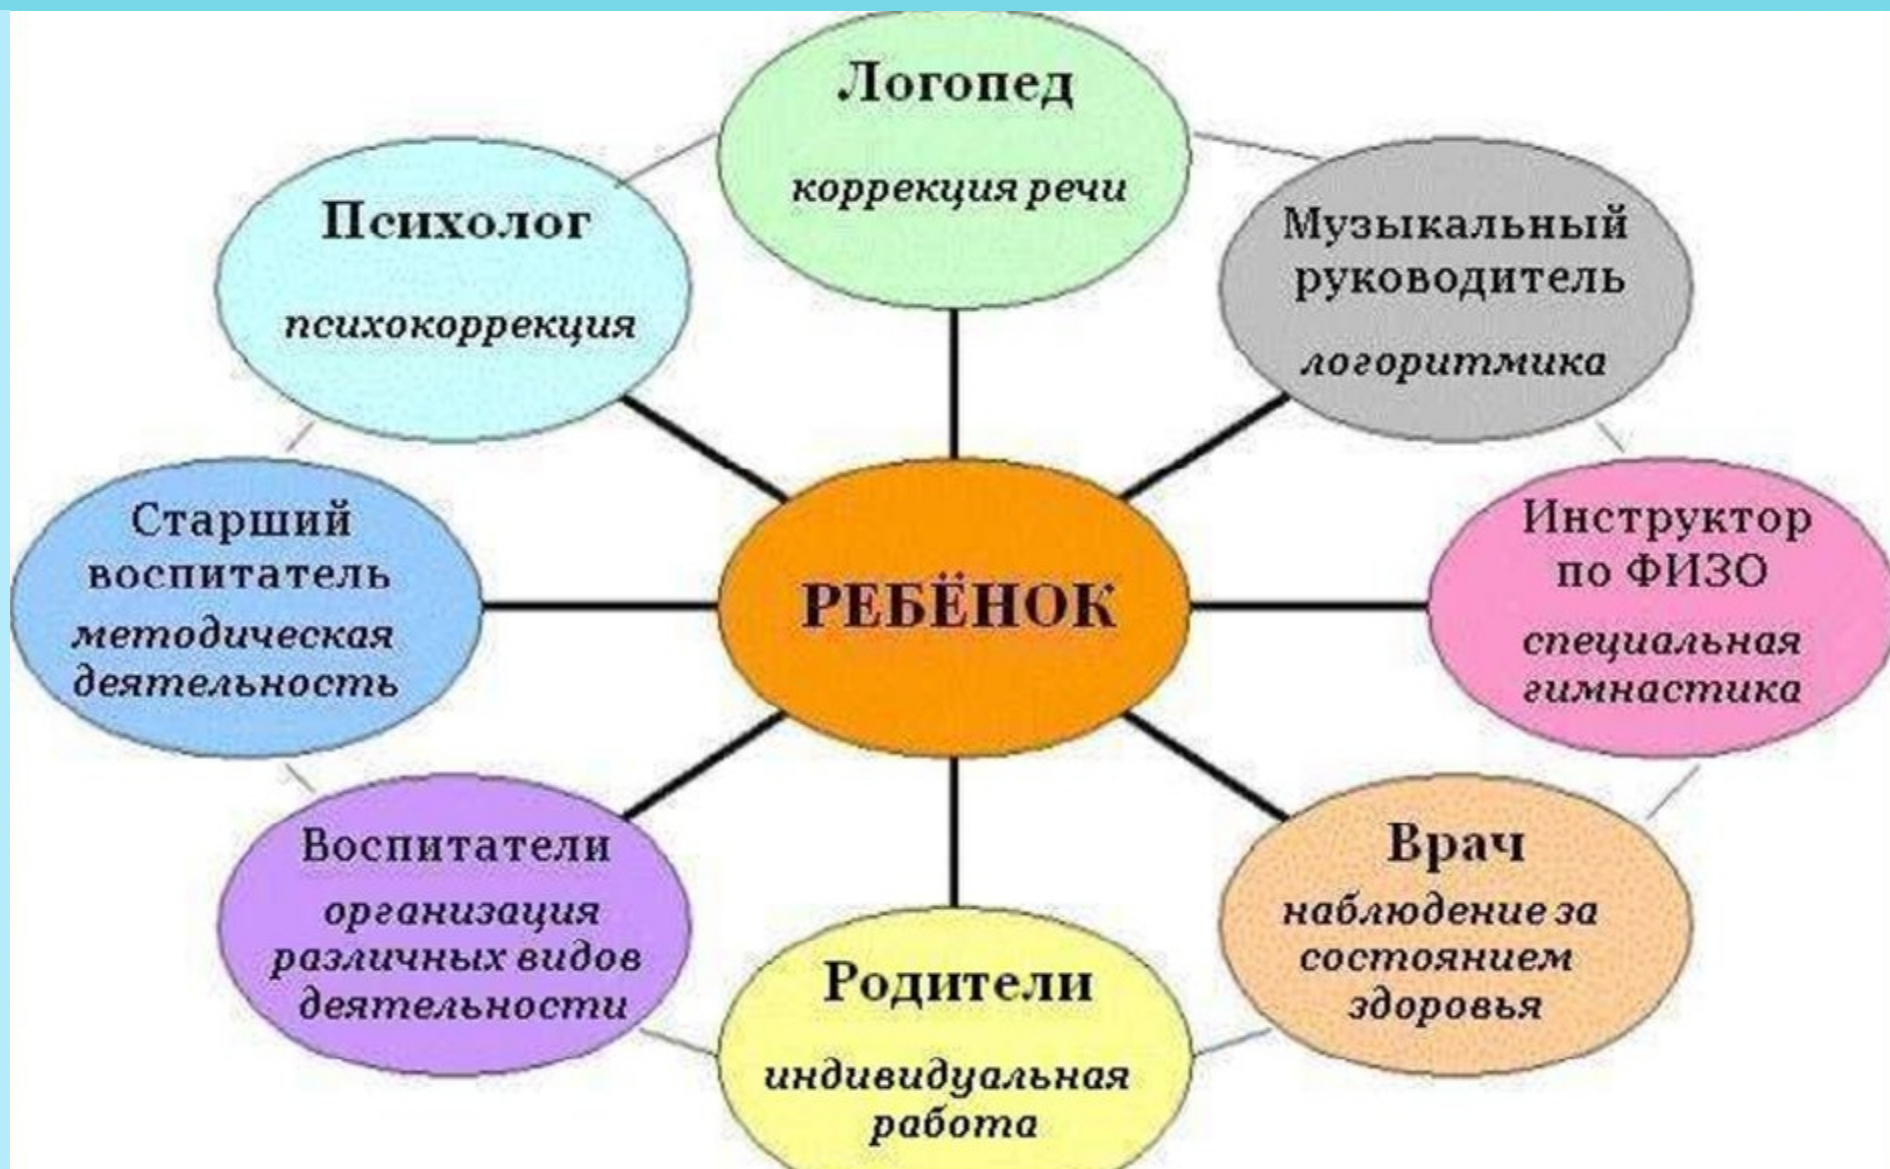 Логопед
коррекция речи
Психолог
психокоррекция
Музыкальный
руководитель
логоритмика
Старший
воспитатель
методическая
деятельность
РЕБЁНОК
Инструктор
по ФИЗО
специальная
гимнастика
Воспитатели
организация
различных видов
деятельности
Родители
индивидуальная
работа
Врач
наблюдение за
состоянием
здоровья